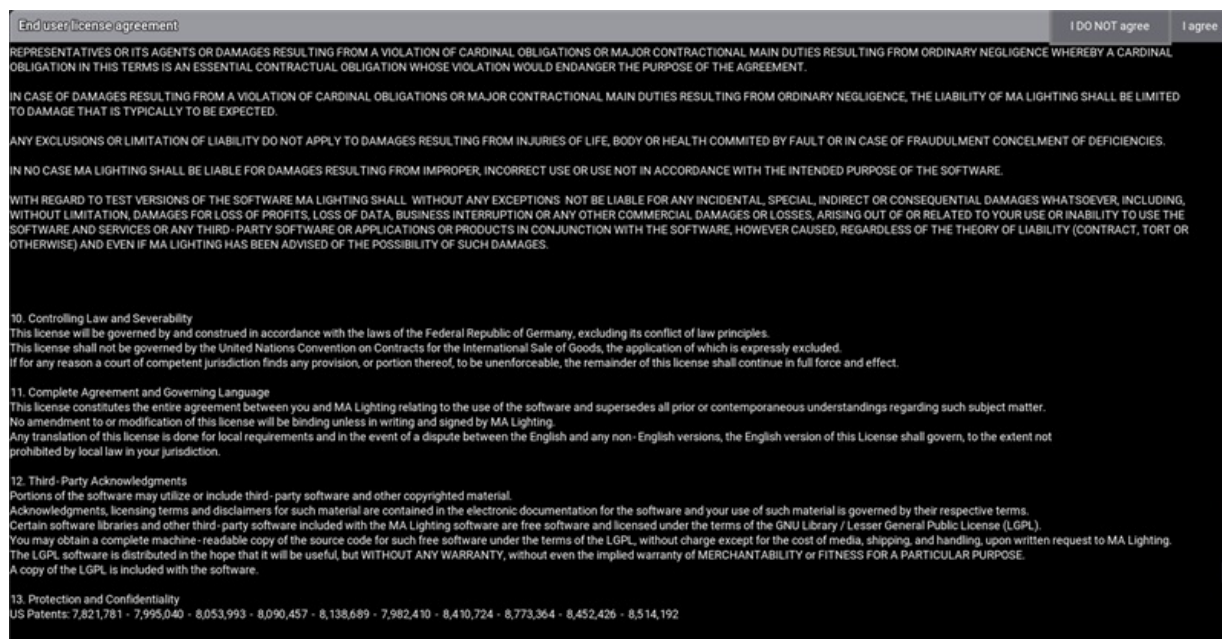 End user license agreement
I DO NOT agree
I agree
REPRESENTATIVES OR ITS AGENTS OR DAMAGES RESULTING FROM A VIOLATION OF CARDINAL OBLIGATIONS OR MAJOR CONTRACTIONAL MAIN DUTIES RESULTING FROM ORDINARY NEGLIGENCE WHEREBY A CARDINAL
OBLIGATION IN THIS TERMS IS AN ESSENTIAL CONTRACTUAL OBLIGATION WHOSE VIOLATION WOULD ENDANGER THE PURPOSE OF THE AGREEMENT.
IN CASE OF DAMAGES RESULTING FROM A VIOLATION OF CARDINAL OBLIGATIONS OR MAJOR CONTRACTIONAL MAIN DUTIES RESULTING FROM ORDINARY NEGLIGENCE, THE LIABILITY OF MA LIGHTING SHALL BE LIMITED
TO DAMAGE THAT IS TYPICALLY TO BE EXPECTED.
ANY EXCLUSIONS OR LIMITATION OF LIABILITY DO NOT APPLY TO DAMAGES RESULTING FROM INJURIES OF LIFE, BODY OR HEALTH COMMITED BY FAULT OR IN CASE OF FRAUDULMENT CONCELMENT OF DEFICIENCIES.
IN NO CASE MA LIGHTING SHALL BE LIABLE FOR DAMAGES RESULTING FROM IMPROPER, INCORRECT USE OR USE NOT IN ACCORDANCE WITH THE INTENDED PURPOSE OF THE SOFTWARE.
WITH REGARD TO TEST VERSIONS OF THE SOFTWARE MA LIGHTING SHALL WITHOUT ANY EXCEPTIONS NOT BE LIABLE FOR ANY INCIDENTAL, SPECIAL, INDIRECT OR CONSEQUENTIAL DAMAGES WHATSOEVER, INCLUDING,
WITHOUT LIMITATION, DAMAGES FOR LOSS OF PROFITS, LOSS OF DATA, BUSINESS INTERRUPTION OR ANY OTHER COMMERCIAL DAMAGES OR LOSSES, ARISING OUT OF OR RELATED TO YOUR USE OR INABILITY TO USE THE
SOFTWARE AND SERVICES OR ANY THIRD-PARTY SOFTWARE OR APPLICATIONS OR PRODUCTS IN CONJUNCTION WITH THE SOFTWARE, HOWEVER CAUSED, REGARDLESS OF THE THEORY OF LIABILITY (CONTRACT, TORT OR
OTHERWISE) AND EVEN IF MA LIGHTING HAS BEEN ADVISED OF THE POSSIBILITY OF SUCH DAMAGES.
10. Controlling Law and Severability
This license will be governed by and construed in accordance with the laws of the Federal Republic of Germany, excluding its conflict of law principles.
This license shall not be governed by the United Nations Convention on Contracts for the International Sale of Goods, the application of which is expressly excluded.
If for any reason a court of competent jurisdiction finds any provision, or portion thereof, to be unenforceable, the remainder of this license shall continue in full force and effect.
11. Complete Agreement and Governing Language
This license constitutes the entire agreement between you and MA Lighting relating to the use of the software and supersedes all prior or contemporaneous understandings regarding such subject matter.
No amendment to or modification of this license will be binding unless in writing and signed by MA Lighting.
Any translation of this license is done for local requirements and in the event of a dispute between the English and any non-English versions, the English version of this License shall govern, to the extent not
prohibited by local law in your jurisdiction.
12. Third-Party Acknowledgments
Portions of the software may utilize or include third-party software and other copyrighted material.
Acknowledgments, licensing terms and disclaimers for such material are contained in the electronic documentation for the software and your use of such material is governed by their respective terms.
Certain software libraries and other third-party software included with the MA Lighting software are free software and licensed under the terms of the GNU Library / Lesser General Public License (LGPL).
You may obtain a complete machine-readable copy of the source code for such free software under the terms of the LGPL, without charge except for the cost of media, shipping, and handling, upon written request to MA Lighting.
The LGPL software is distributed in the hope that it will be useful, but WITHOUT ANY WARRANTY, without even the implied warranty of MERCHANTABILITY or FITNESS FOR A PARTICULAR PURPOSE.
A copy of the LGPL is included with the software.
13. Protection and Confidentiality
US Patents: 7,821,781 - 7,995,040 - 8,053,993 - 8,090,457 - 8,138,689 - 7,982,410 - 8,410,724 - 8,773,364 - 8,452,426 - 8,514,192